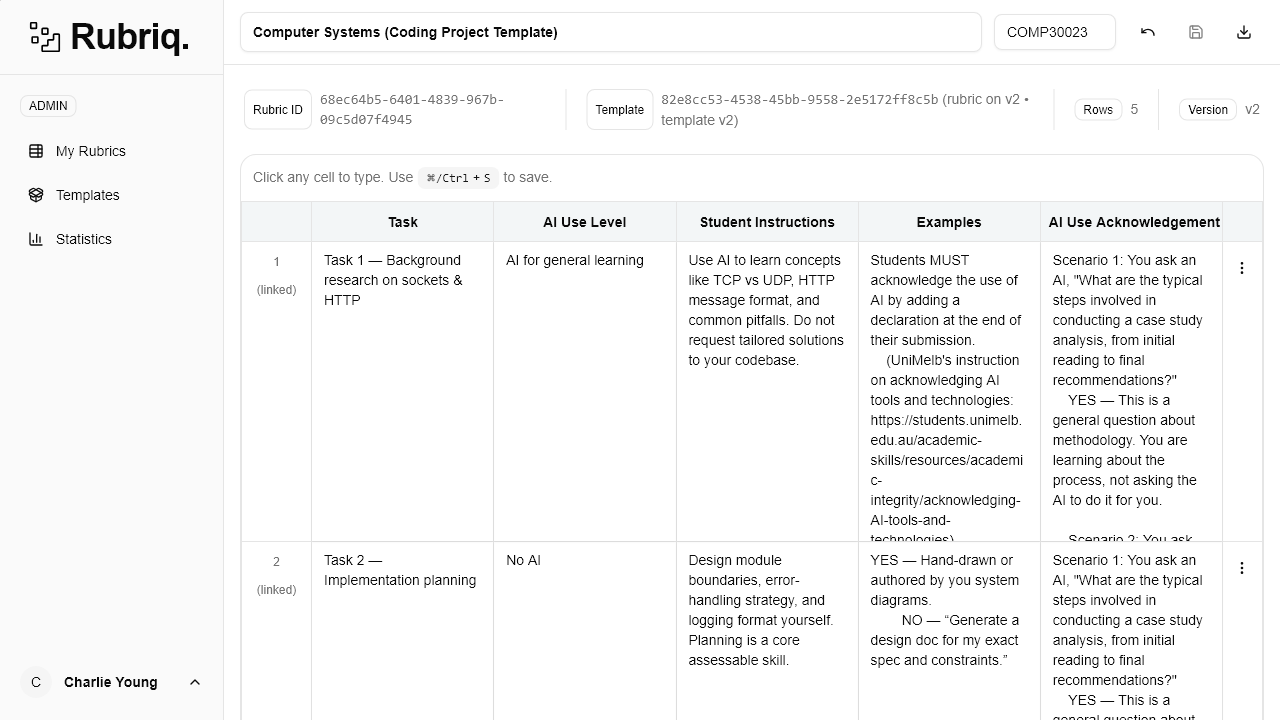 Rubriq.
ADMIN
My Rubrics
Templates
Statistics
C
Charlie Young
Computer Systems (Coding Project Template)
COMP30023
Rubric ID
68ec64b5-6401-4839-967b-
09c5d07f4945
Template
82e8cc53-4538-45bb-9558-2e5172ff8c5b (rubric on v2 •
template v2)
Rows
5
Version
v2
Click any cell to type. Use ⌘/Ctrl + S to save.
Task
AI Use Level
Student Instructions
Examples
AI Use Acknowledgement
1
(linked)
Task 1 — Background
research on sockets &
HTTP
AI for general learning
Use AI to learn concepts
like TCP vs UDP, HTTP
message format, and
common pitfalls. Do not
request tailored solutions
to your codebase.
Students MUST
acknowledge the use of
AI by adding a
declaration at the end of
their submission.
(UniMelb's instruction
on acknowledging AI
tools and technologies:
https://students.unimelb.
edu.au/academic-
skills/resources/academi
c-
integrity/acknowledging-
AI-tools-and-
technologies)
Scenario 1: You ask an
AI, "What are the typical
steps involved in
conducting a case study
analysis, from initial
reading to final
recommendations?"
YES — This is a
general question about
methodology. You are
learning about the
process, not asking the
AI to do it for you.
Scenario 2: You ask
2
(linked)
Task 2 —
Implementation planning
No AI
Design module
boundaries, error-
handling strategy, and
logging format yourself.
Planning is a core
assessable skill.
YES — Hand-drawn or
authored by you system
diagrams.
NO — “Generate a
design doc for my exact
spec and constraints.”
Scenario 1: You ask an
AI, "What are the typical
steps involved in
conducting a case study
analysis, from initial
reading to final
recommendations?"
YES — This is a
general question about